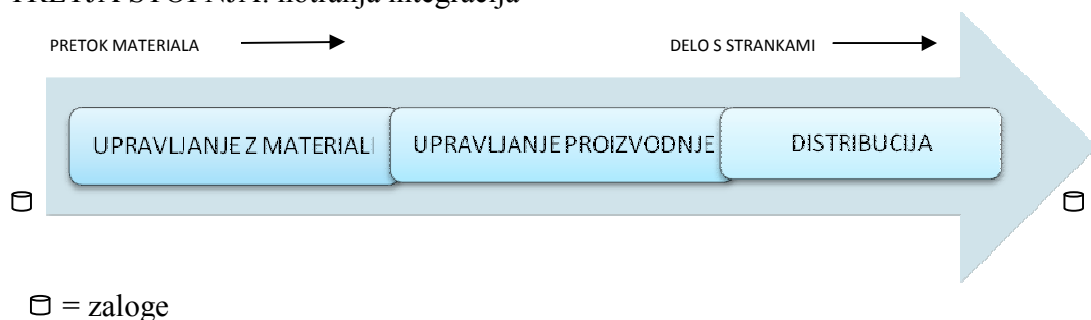 TRETJA STOPNJA: notranja integracija
PRETOK MATERIALA
DELO S STRANKAMI
UPRAVLJANJE Z MATERIALI
UPRAVLJANJE PROIZVODNJE
DISTRIBUCIJA
= zaloge